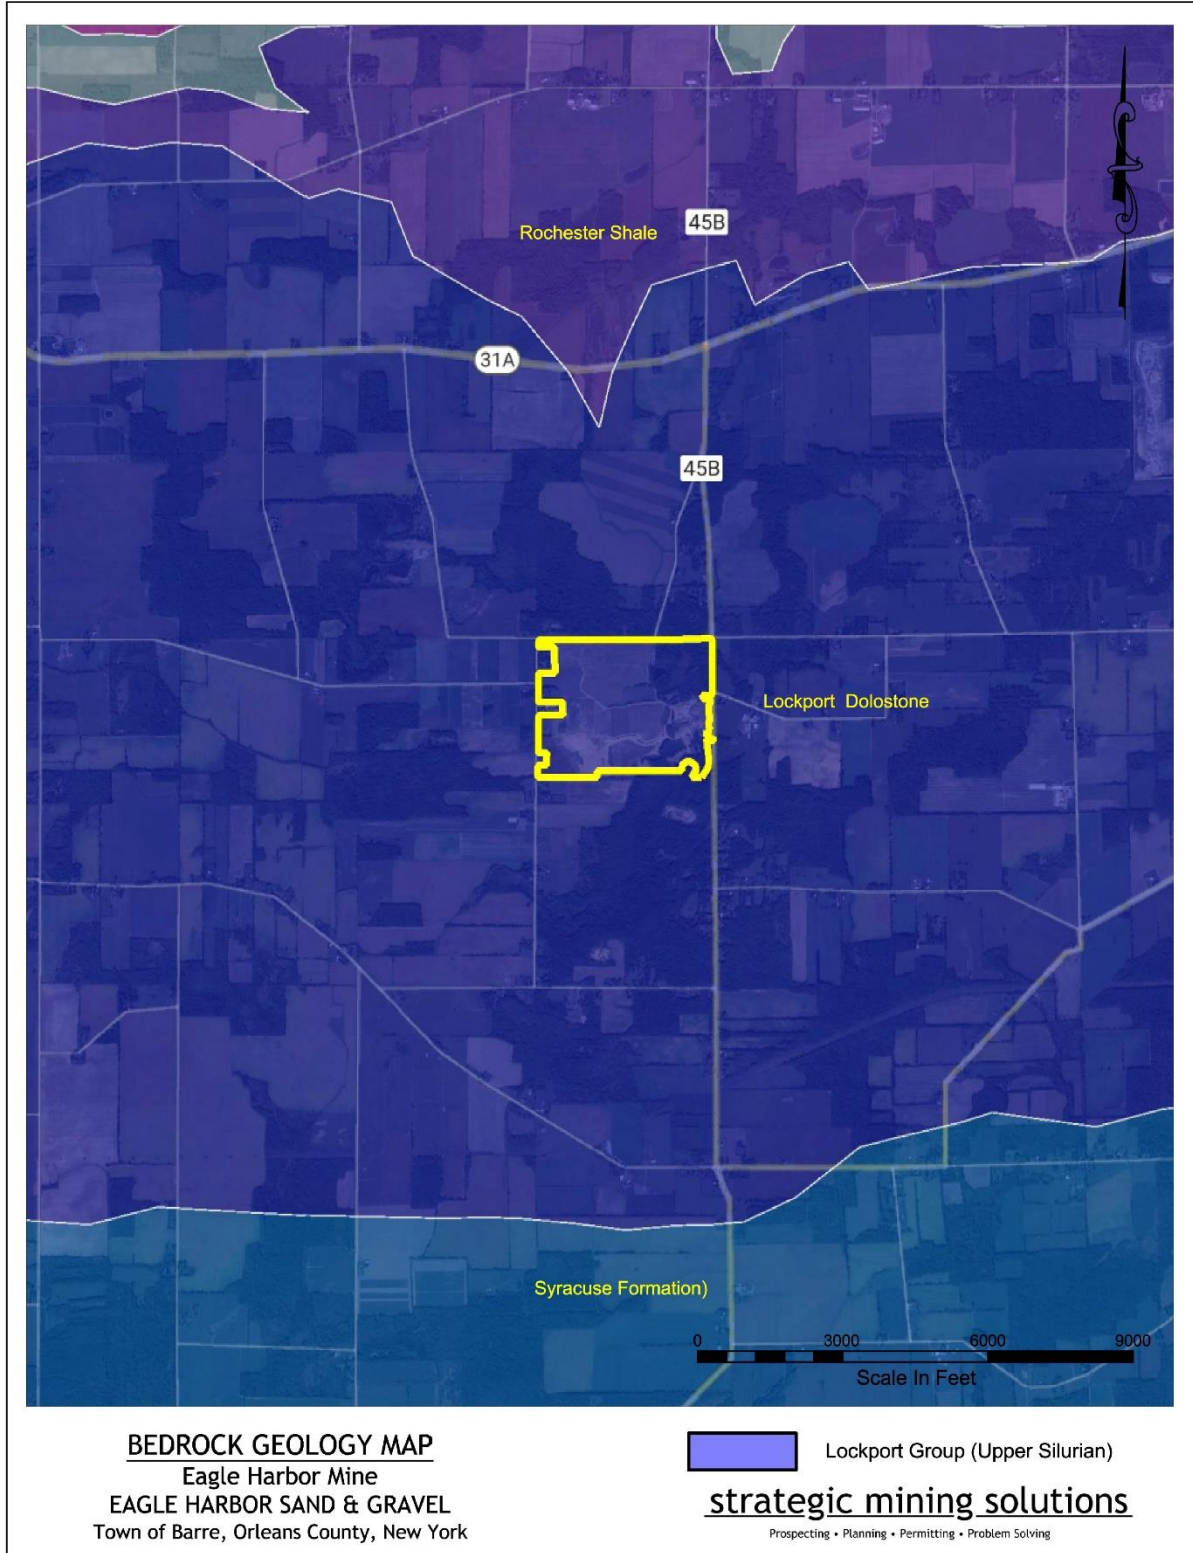 Rochester Shale
45B
31A
45B
Lockport Dolostone
Syracuse Formation)
0 3000 6000 9000
Scale In Feet
BEDROCK GEOLOGY MAP
Eagle Harbor Mine
EAGLE HARBOR SAND & GRAVEL
Town of Barre, Orleans County, New York
Lockport Group (Upper Silurian)
strategic mining solutions
Prospecting • Planning • Permitting • Problem Solving